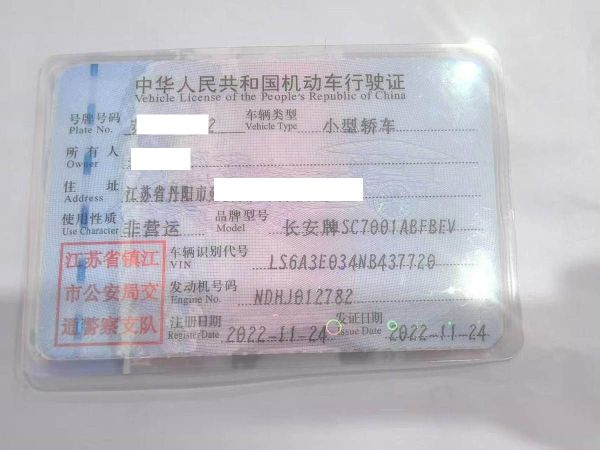 中华人民共和国机动车行驶证
Vehicle License of the People's Republic of China
号牌号码 2 车辆类型 小型轿车
Plate No. Vehicle Type
所有人
Owner
住址 江苏省丹阳市
Address
使用性质 非营运 品牌型号 长安牌SC7001ABFBEV
Use Character Model
江苏省镇江 车辆识别代号 LS6A3E034NB437720
VIN
市公安局交 发动机号码 NDHJ012782
Engine No.
通警察支队 注册日期 2022-11-24 发证日期 2022-11-24
Register Date Issue Date